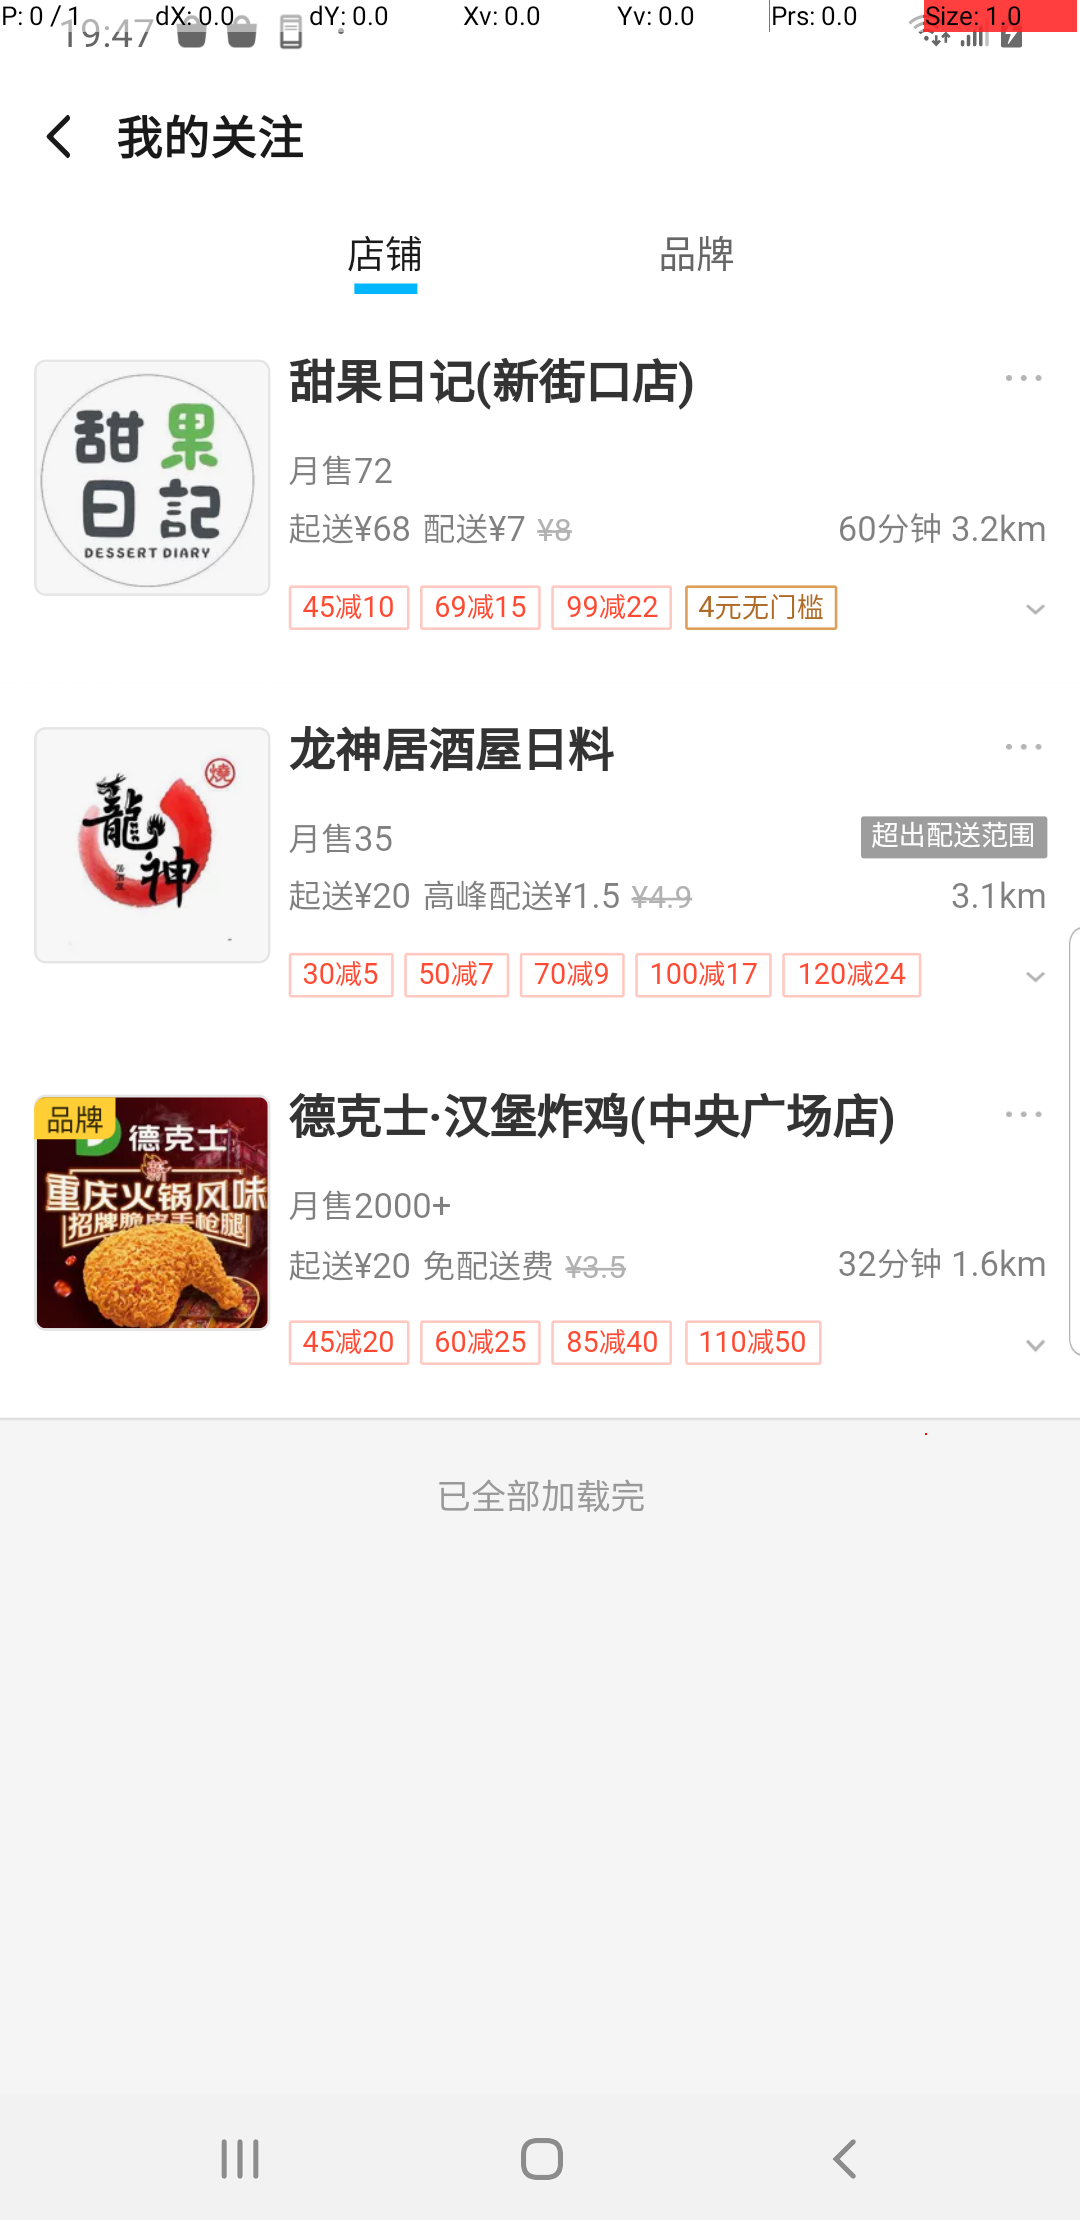 P: 0 / 1 dX: 0.0 dY: 0.0 Xv: 0.0 Yv: 0.0 Prs: 0.0 Size: 1.0
19:47
我的关注
店铺 品牌
甜果日记(新街口店)
甜果
日記
DESSERT DIARY
月售72
起送¥68 配送¥7 ¥8 60分钟 3.2km
45减10 69减15 99减22 4元无门槛
龙神居酒屋日料
燒
龍神
居酒屋
月售35 超出配送范围
起送¥20 高峰配送¥1.5 ¥4.9 3.1km
30减5 50减7 70减9 100减17 120减24
德克士·汉堡炸鸡(中央广场店)
品牌
德克士
新
重庆火锅风味
招牌脆皮手枪腿
月售2000+
起送¥20 免配送费 ¥3.5 32分钟 1.6km
45减20 60减25 85减40 110减50
已全部加载完